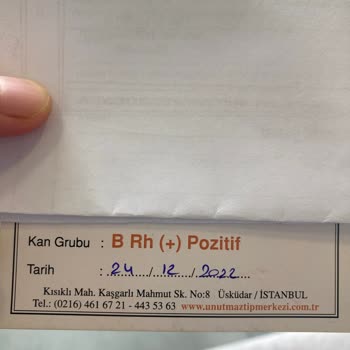 Kan Grubu : B Rh (+) Pozitif
Tarih : 24 / 12 / 2022
Kısıklı Mah. Kaşgarlı Mahmut Sk. No:8 Üsküdar / İSTANBUL
Tel.: (0216) 461 67 21 - 443 53 63 www.unutmaztipmerkezi.com.tr